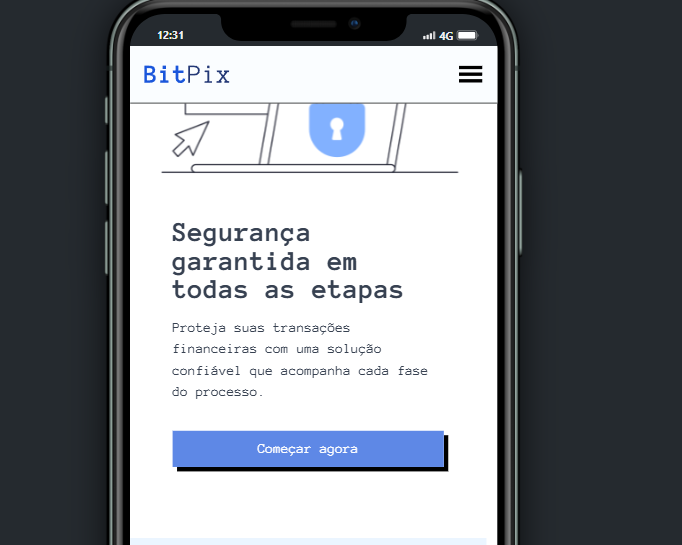 12:31
4G
BitPix
Segurança
garantida em
todas as etapas
Proteja suas transações
financeiras com uma solução
confiável que acompanha cada fase
do processo.
Começar agora